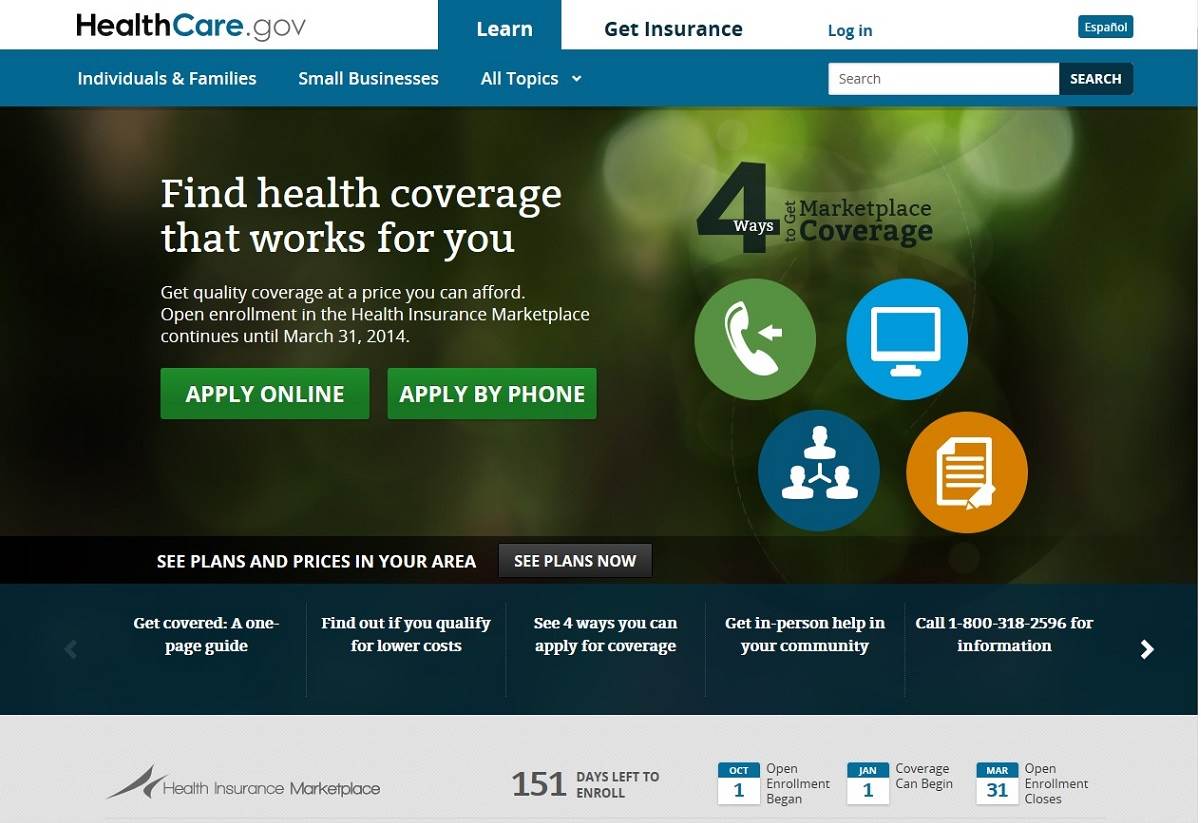 HealthCare.gov
Learn
Get Insurance
Log in
Español
Individuals & Families
Small Businesses
All Topics
Search
SEARCH
Find health coverage
that works for you
Get quality coverage at a price you can afford.
Open enrollment in the Health Insurance Marketplace
continues until March 31, 2014.
APPLY ONLINE
APPLY BY PHONE
4 Ways to Get Marketplace Coverage
SEE PLANS AND PRICES IN YOUR AREA
SEE PLANS NOW
Get covered: A one-
page guide
Find out if you qualify
for lower costs
See 4 ways you can
apply for coverage
Get in-person help in
your community
Call 1-800-318-2596 for
information
Health Insurance Marketplace
151
DAYS LEFT TO
ENROLL
OCT
1
Open
Enrollment
Began
JAN
1
Coverage
Can Begin
MAR
31
Open
Enrollment
Closes